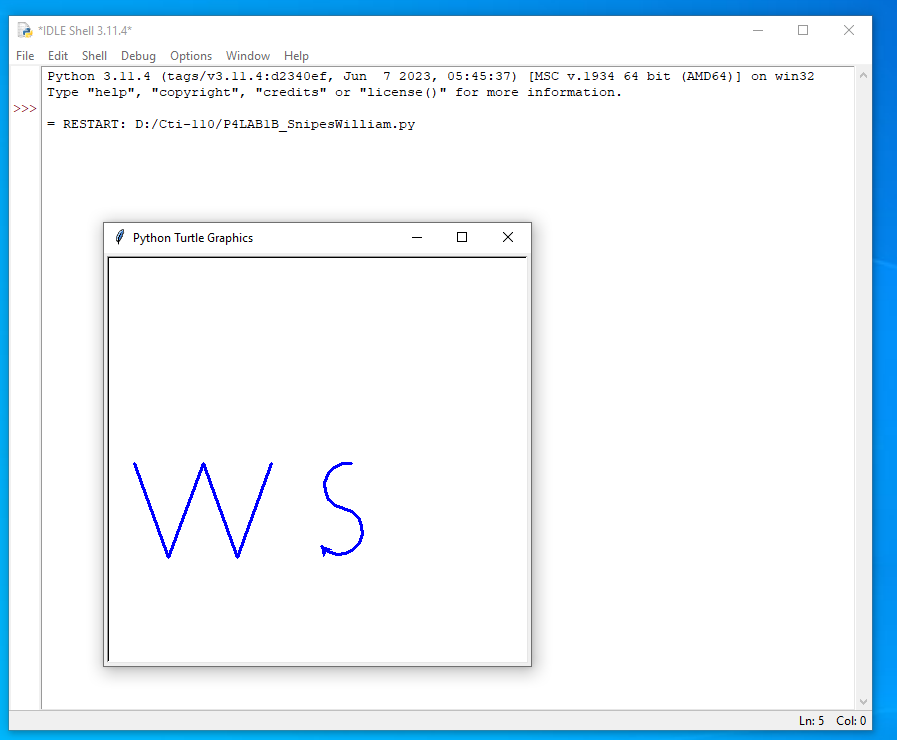 *IDLE Shell 3.11.4*
File Edit Shell Debug Options Window Help
Python 3.11.4 (tags/v3.11.4:d2340ef, Jun  7 2023, 05:45:37) [MSC v.1934 64 bit (AMD64)] on win32
Type "help", "copyright", "credits" or "license()" for more information.
>>>
= RESTART: D:/Cti-110/P4LAB1B_SnipesWilliam.py
Python Turtle Graphics
W S
Ln: 5 Col: 0